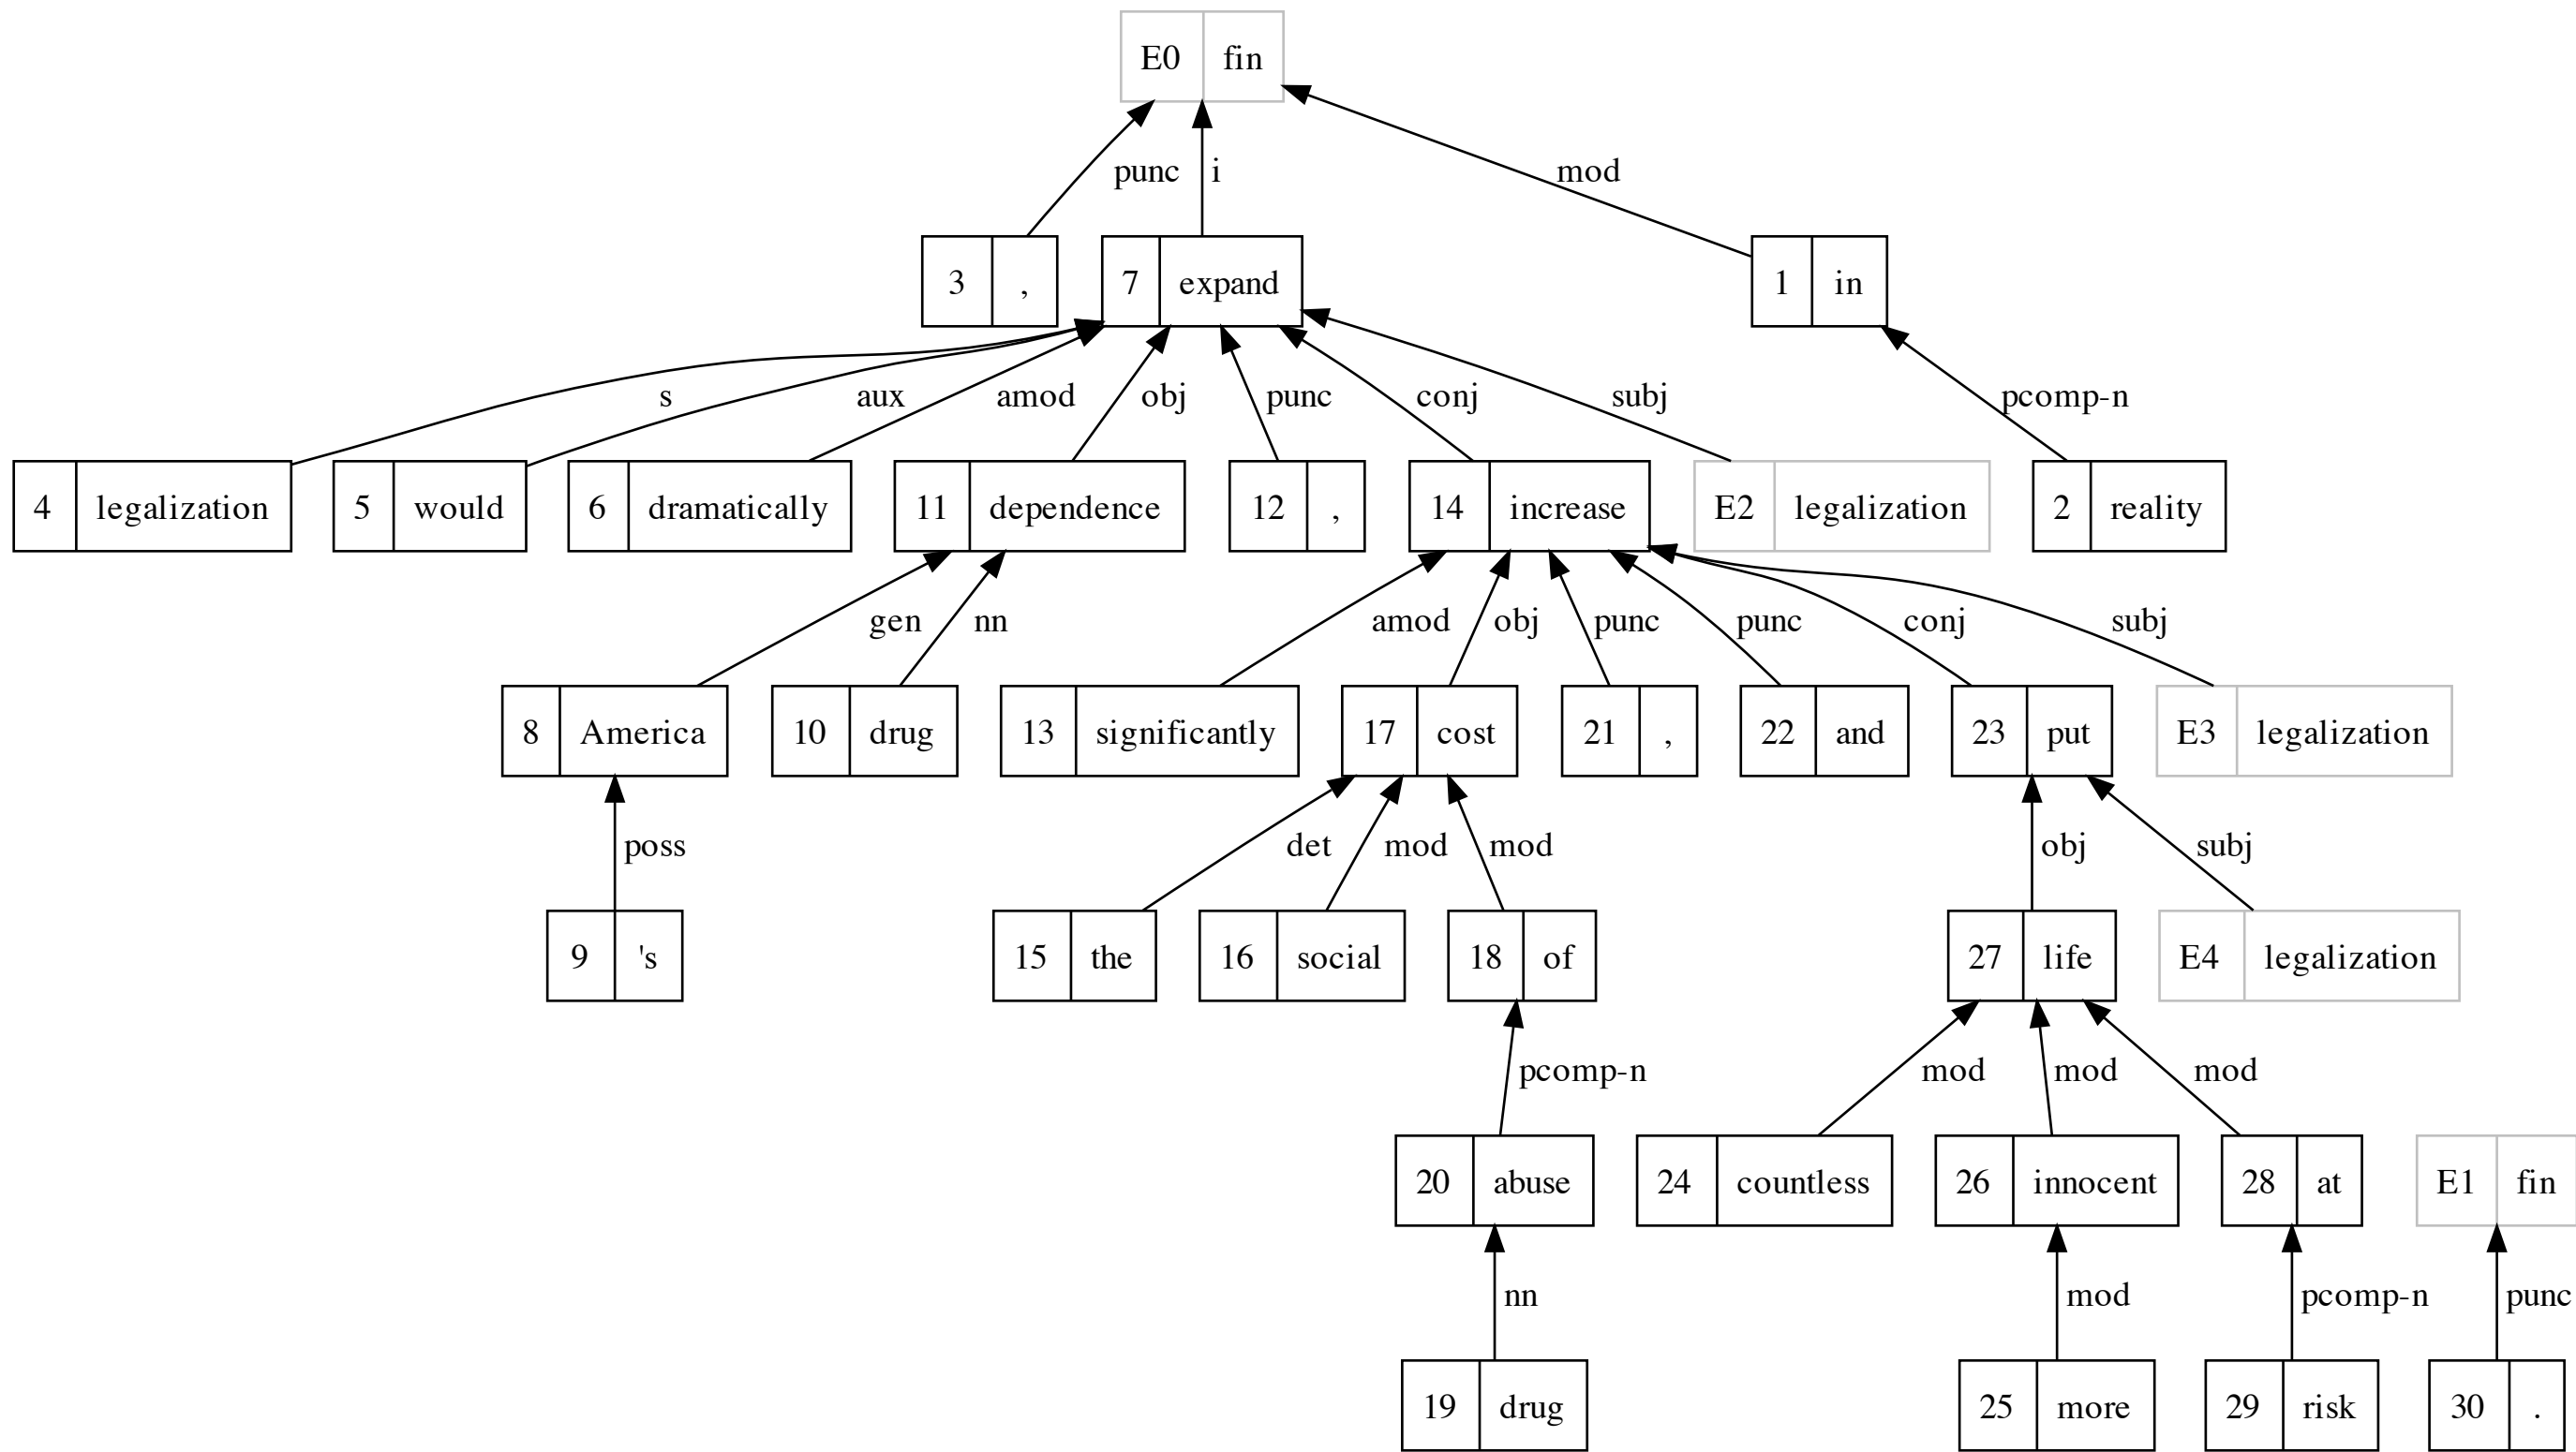 E0 fin
punc i mod
3 , 7 expand 1 in
s aux amod obj punc conj subj pcomp-n
4 legalization 5 would 6 dramatically 11 dependence 12 , 14 increase E2 legalization 2 reality
gen nn amod obj punc punc conj subj
8 America 10 drug 13 significantly 17 cost 21 , 22 and 23 put E3 legalization
poss det mod mod obj subj
9 's 15 the 16 social 18 of 27 life E4 legalization
pcomp-n mod mod mod
20 abuse 24 countless 26 innocent 28 at E1 fin
nn mod pcomp-n punc
19 drug 25 more 29 risk 30 .